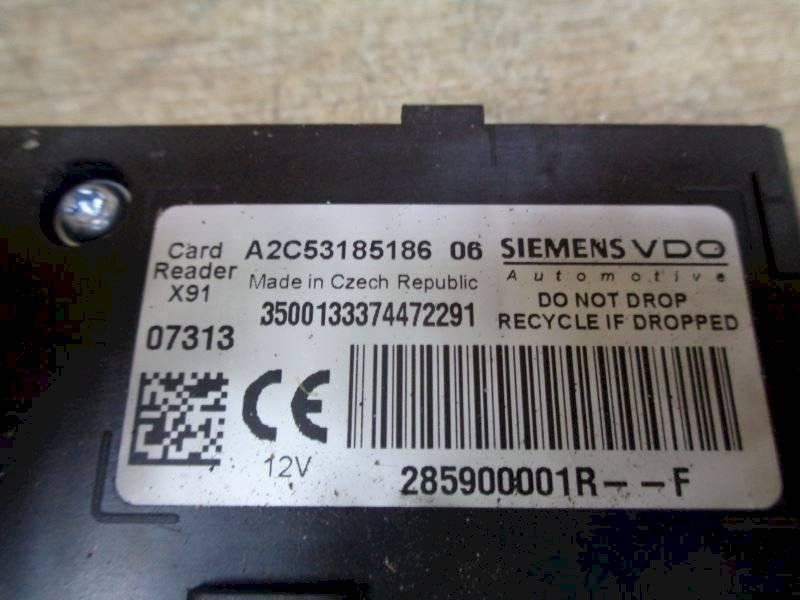 Card Reader X91
A2C53185186 06
SIEMENS VDO
Automotive
Made in Czech Republic
DO NOT DROP
RECYCLE IF DROPPED
3500133374472291
07313
CE
12V
285900001R--F